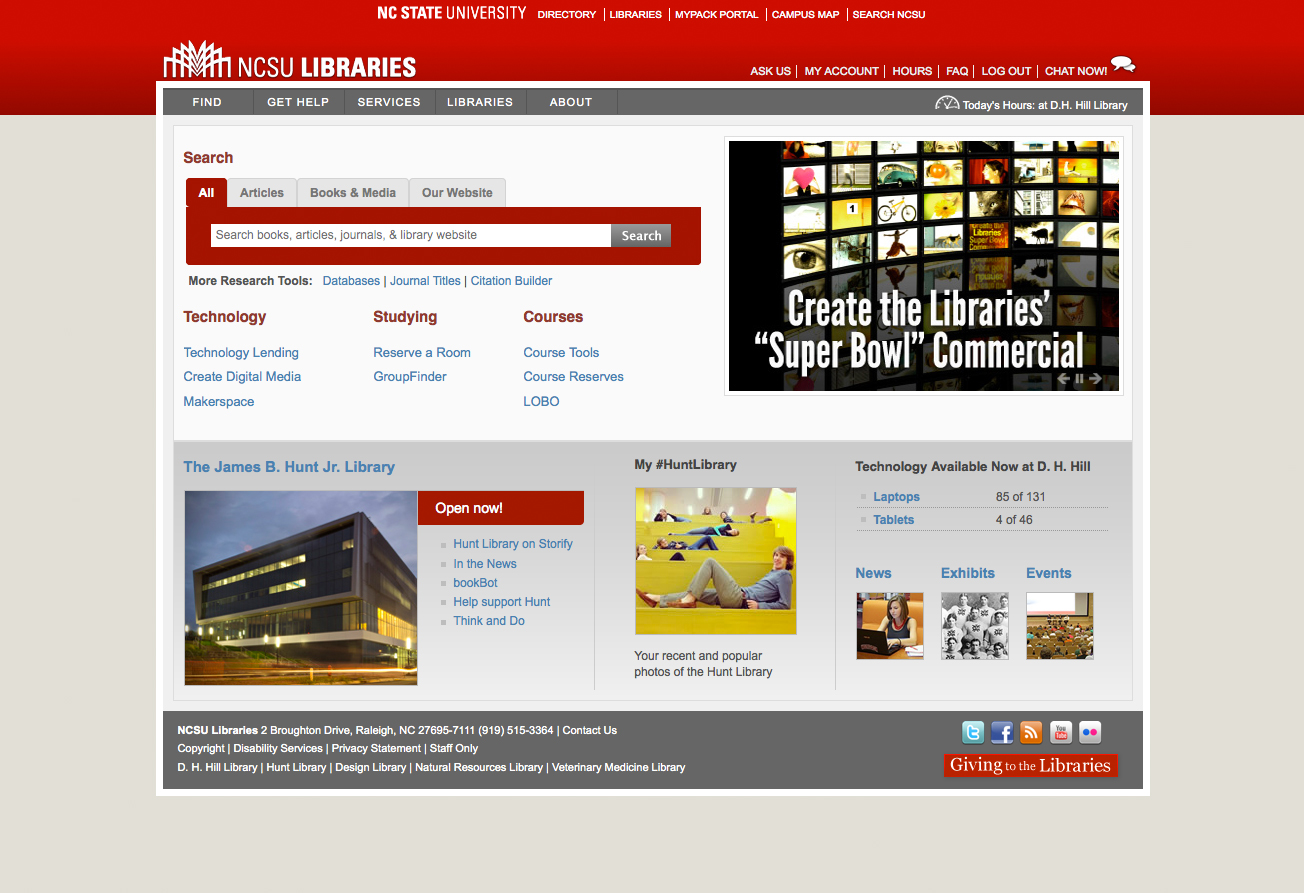 NC STATE UNIVERSITY DIRECTORY | LIBRARIES | MYPACK PORTAL | CAMPUS MAP | SEARCH NCSU
NCSU LIBRARIES
ASK US | MY ACCOUNT | HOURS | FAQ | LOG OUT | CHAT NOW!
FIND GET HELP SERVICES LIBRARIES ABOUT
Today's Hours: at D.H. Hill Library
Search
All Articles Books & Media Our Website
Search books, articles, journals, & library website Search
More Research Tools: Databases | Journal Titles | Citation Builder
Technology
Technology Lending
Create Digital Media
Makerspace
Studying
Reserve a Room
GroupFinder
Courses
Course Tools
Course Reserves
LOBO
1
Libraries
Super Bowl
Create the Libraries'
“Super Bowl” Commercial
The James B. Hunt Jr. Library
Open now!
Hunt Library on Storify
In the News
bookBot
Help support Hunt
Think and Do
My #HuntLibrary
Your recent and popular
photos of the Hunt Library
Technology Available Now at D. H. Hill
Laptops 85 of 131
Tablets 4 of 46
News Exhibits Events
NCSU Libraries 2 Broughton Drive, Raleigh, NC 27695-7111 (919) 515-3364 | Contact Us
Copyright | Disability Services | Privacy Statement | Staff Only
D. H. Hill Library | Hunt Library | Design Library | Natural Resources Library | Veterinary Medicine Library
You
Tube
Giving to the Libraries